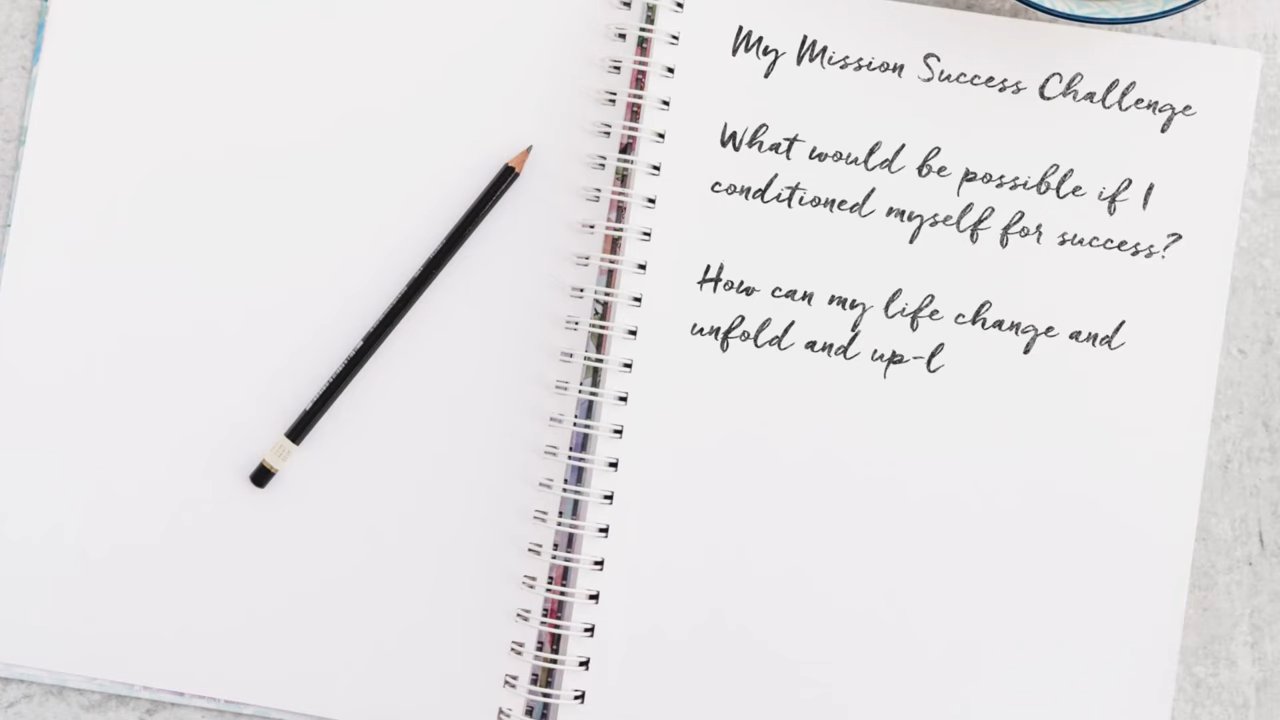 My Mission Success Challenge
What would be possible if I
conditioned myself for success?
How can my life change and
unfold and up-l